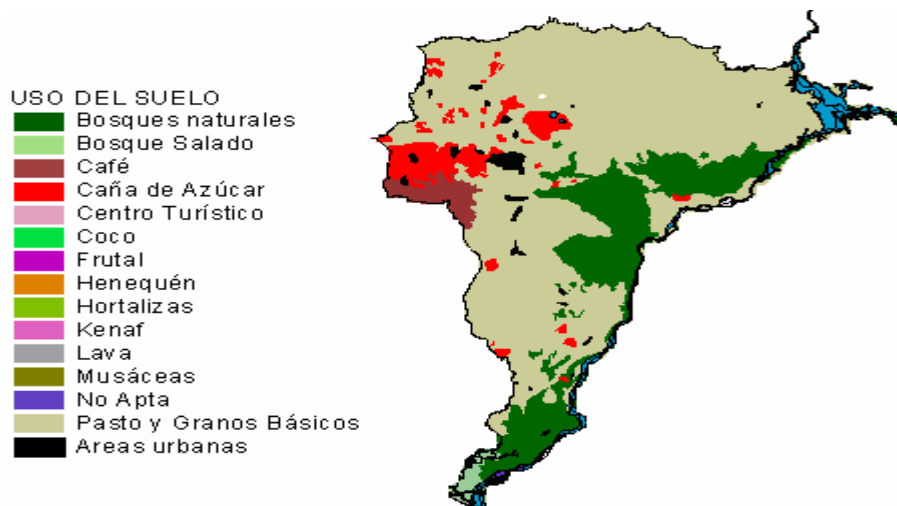 USO DEL SUELO
Bosques naturales
Bosque Salado
Café
Caña de Azúcar
Centro Turístico
Coco
Frutal
Henequén
Hortalizas
Kenaf
Lava
Musáceas
No Apta
Pasto y Granos Básicos
Areas urbanas